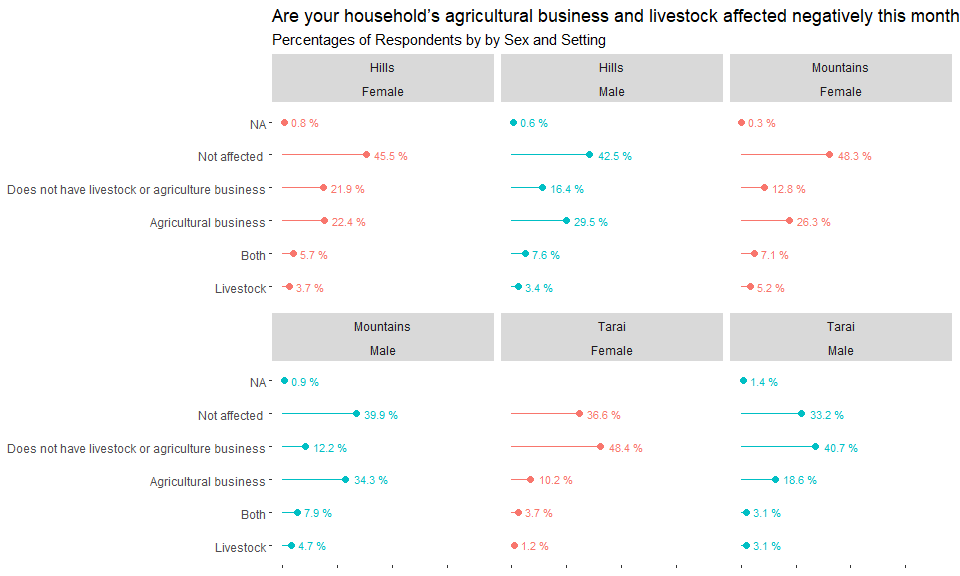 Are your household's agricultural business and livestock affected negatively this month
Percentages of Respondents by by Sex and Setting
Hills
Female
Hills
Male
Mountains
Female
NA
0.8 %
0.6 %
0.3 %
Not affected
45.5 %
42.5 %
48.3 %
Does not have livestock or agriculture business
21.9 %
16.4 %
12.8 %
Agricultural business
22.4 %
29.5 %
26.3 %
Both
5.7 %
7.6 %
7.1 %
Livestock
3.7 %
3.4 %
5.2 %
Mountains
Male
Tarai
Female
Tarai
Male
NA
0.9 %
1.4 %
Not affected
39.9 %
36.6 %
33.2 %
Does not have livestock or agriculture business
12.2 %
48.4 %
40.7 %
Agricultural business
34.3 %
10.2 %
18.6 %
Both
7.9 %
3.7 %
3.1 %
Livestock
4.7 %
1.2 %
3.1 %